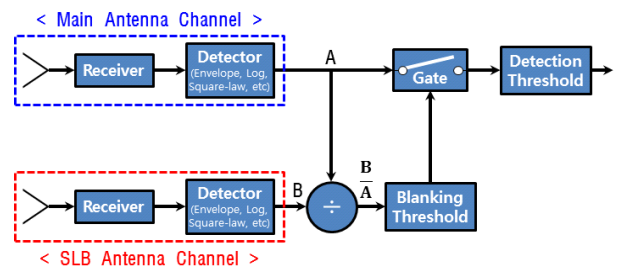 < Main Antenna Channel >
Receiver
Detector
(Envelope, Log,
Square-law, etc)
A
Gate
Detection
Threshold
Receiver
Detector
(Envelope, Log,
Square-law, etc)
B
÷
B
A
Blanking
Threshold
< SLB Antenna Channel >